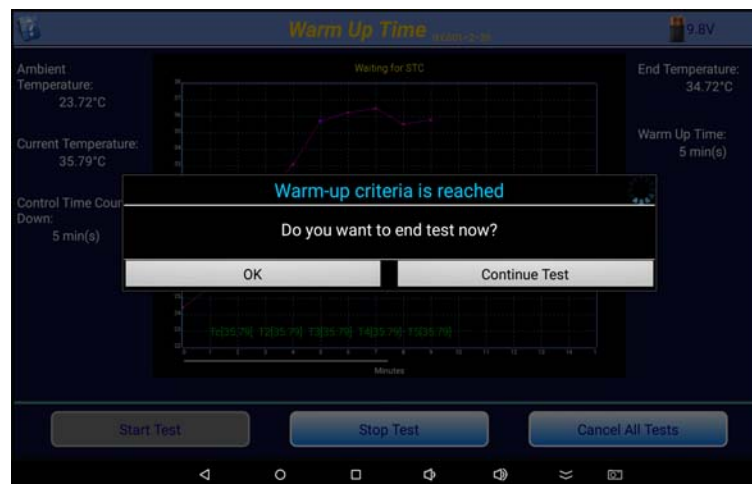 Warm Up Time
9.8V
Ambient
Temperature:
23.72°C
Current Temperature:
35.79°C
Control Time Coun
Down:
5 min(s)
Waiting for STC
End Temperature:
34.72°C
Warm Up Time:
5 min(s)
Warm-up criteria is reached
Do you want to end test now?
OK
Continue Test
Minutes
Start Test
Stop Test
Cancel All Tests